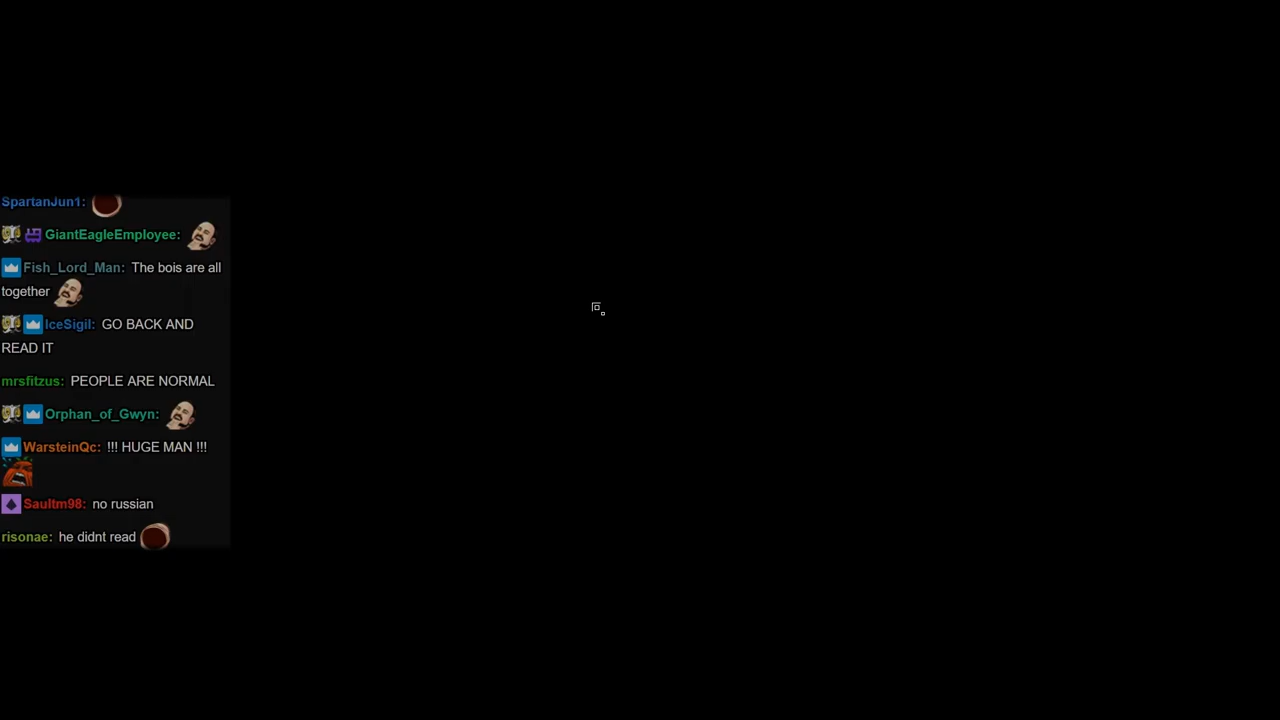 SpartanJun1:
GiantEagleEmployee:
Fish_Lord_Man: The bois are all
together
IceSigil: GO BACK AND
READ IT
mrsfitzus: PEOPLE ARE NORMAL
Orphan_of_Gwyn:
WarsteinQc: !!! HUGE MAN !!!
Saultm98: no russian
risonae: he didnt read